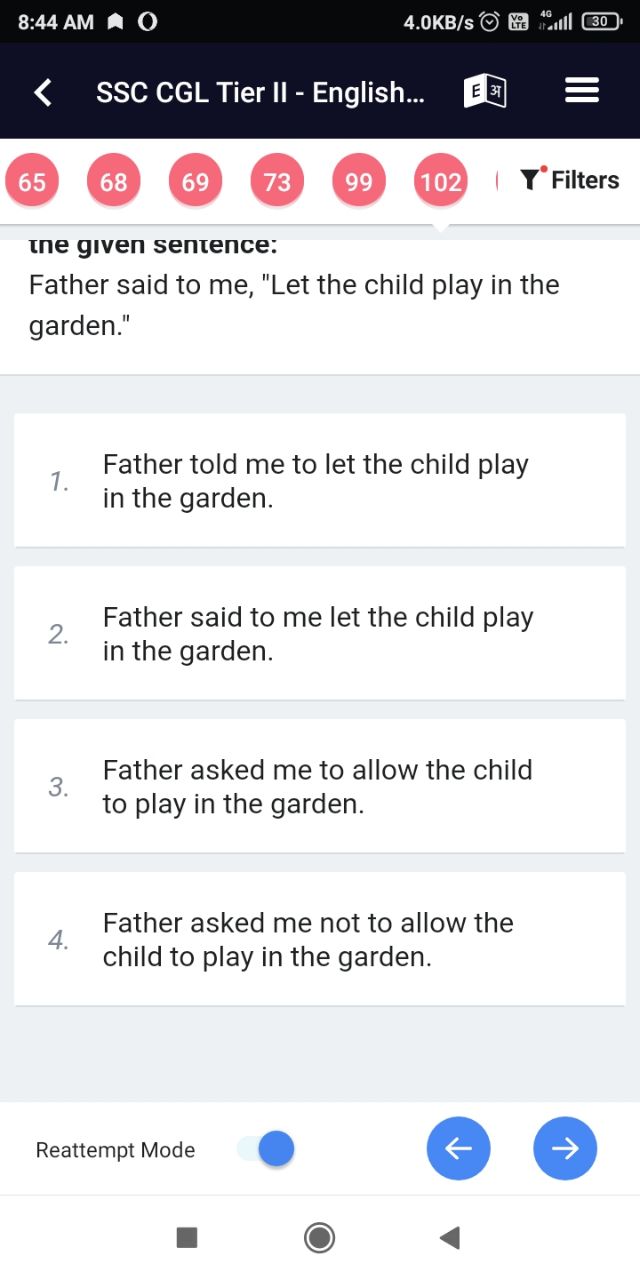 8:44 AM 4.0KB/s Vo LTE 4G 30
SSC CGL Tier II - English... E अ
65 68 69 73 99 102 Filters
the given sentence:
Father said to me, "Let the child play in the
garden."
1. Father told me to let the child play
in the garden.
2. Father said to me let the child play
in the garden.
3. Father asked me to allow the child
to play in the garden.
4. Father asked me not to allow the
child to play in the garden.
Reattempt Mode